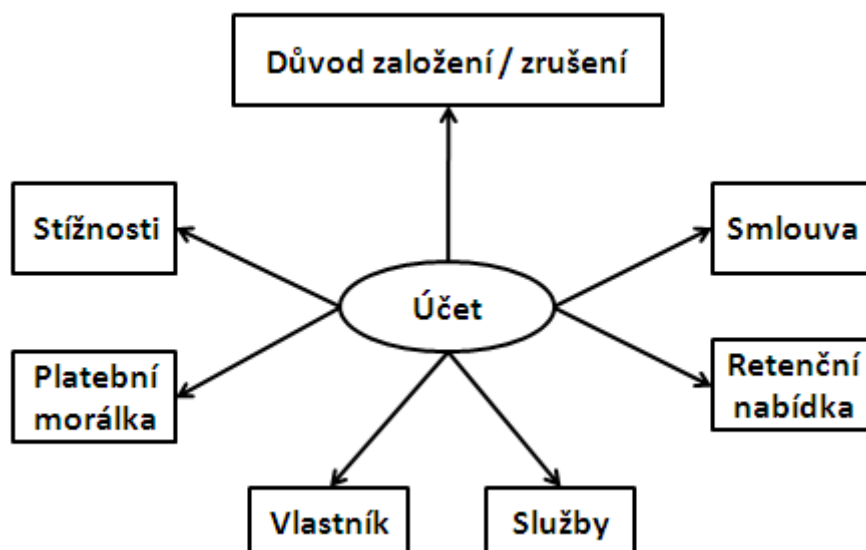 Důvod založení / zrušení
Stížnosti
Smlouva
Účet
Platební
morálka
Retenční
nabídka
Vlastník
Služby